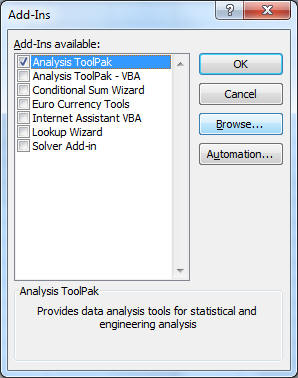 Add-Ins
Add-Ins available:
Analysis ToolPak
Analysis ToolPak - VBA
Conditional Sum Wizard
Euro Currency Tools
Internet Assistant VBA
Lookup Wizard
Solver Add-in
OK
Cancel
Browse...
Automation...
Analysis ToolPak
Provides data analysis tools for statistical and
engineering analysis